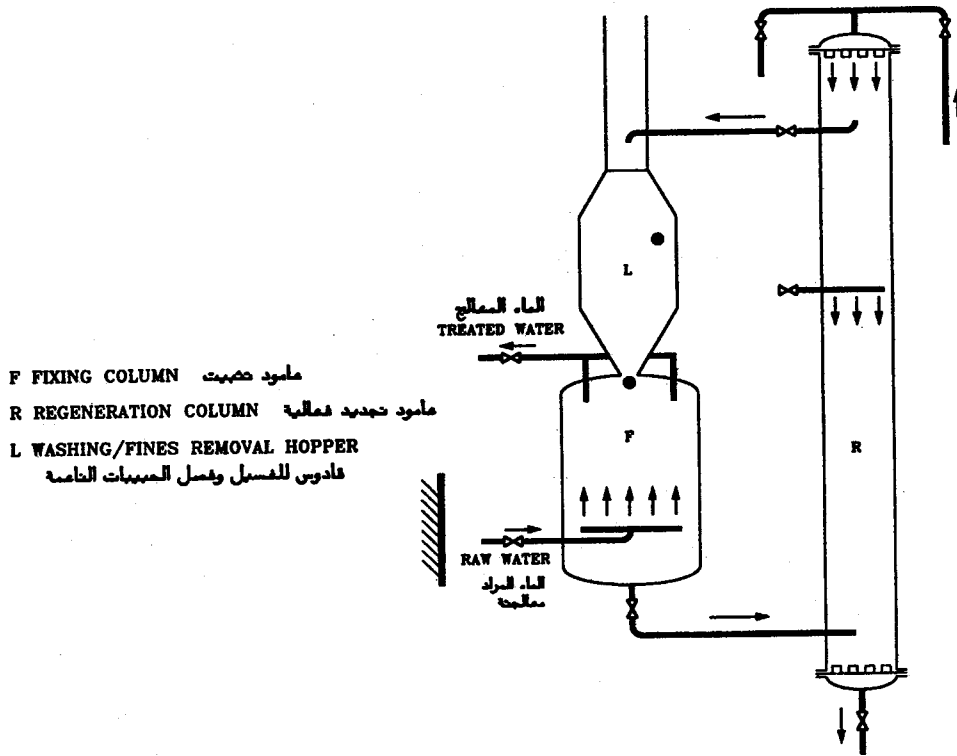 L
الماء المعالج
TREATED WATER
F FIXING COLUMN عامود تثبيت
R REGENERATION COLUMN عامود تجديد فعالية
L WASHING/FINES REMOVAL HOPPER
قادوس للغسيل وفصل الحبيبات الناعمة
F
R
RAW WATER
الماء المراد
معالجتة